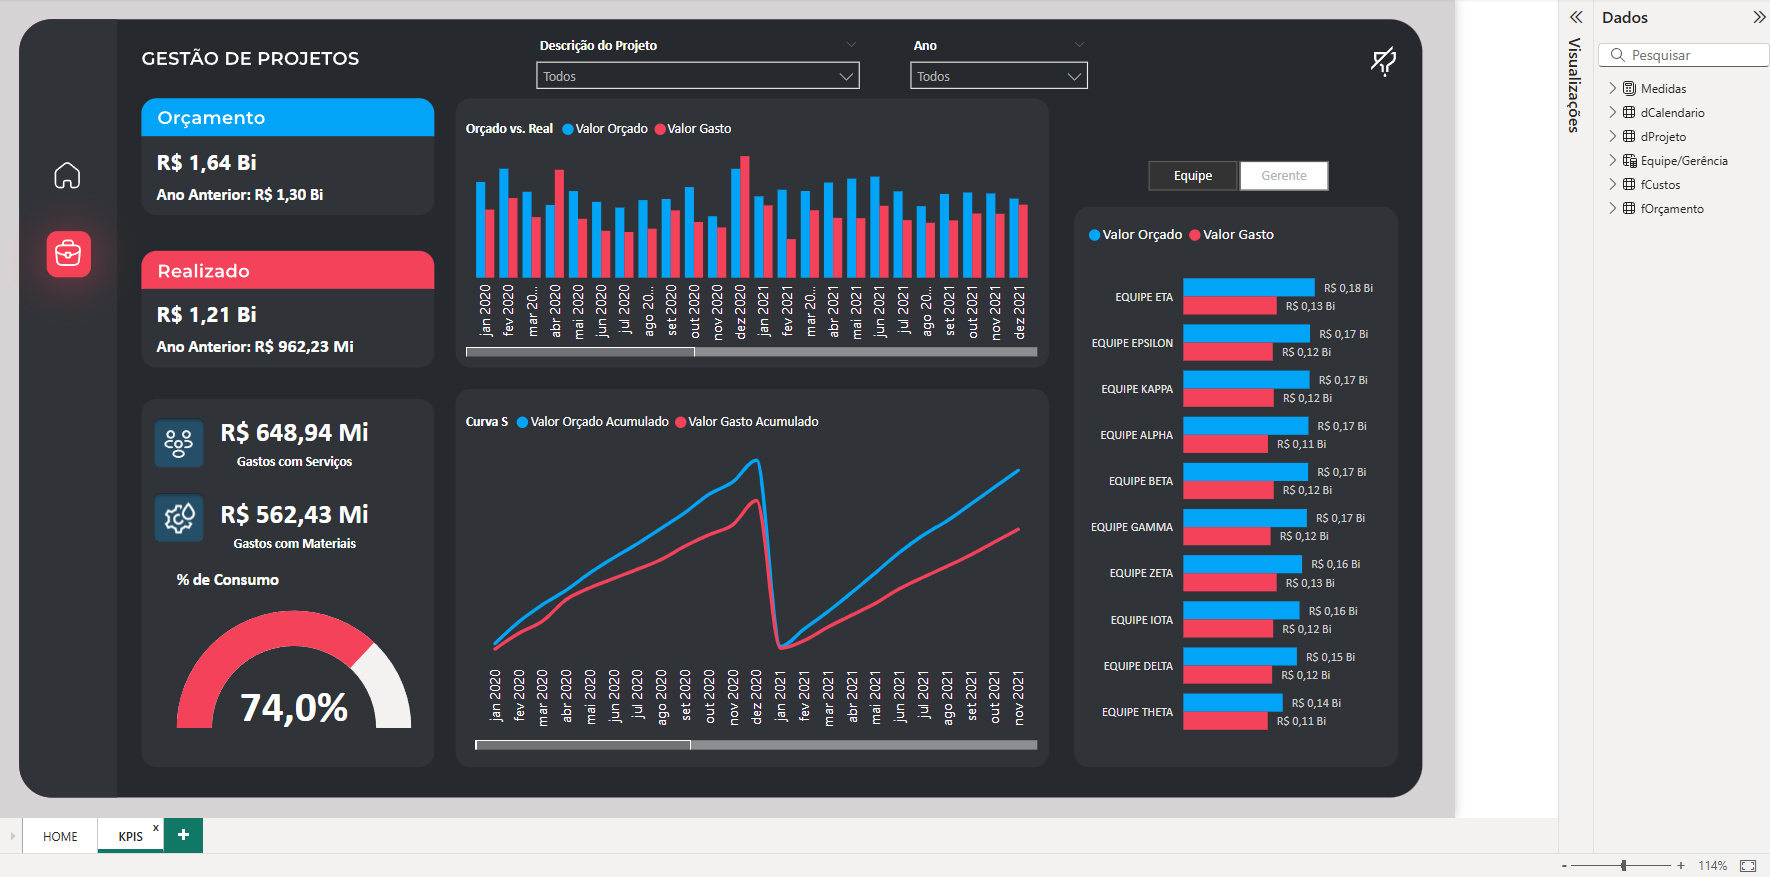 GESTÃO DE PROJETOS
Descrição do Projeto
Todos
Ano
Todos
Orçamento
R$ 1,64 Bi
Ano Anterior: R$ 1,30 Bi
Realizado
R$ 1,21 Bi
Ano Anterior: R$ 962,23 Mi
R$ 648,94 Mi
Gastos com Serviços
R$ 562,43 Mi
Gastos com Materiais
% de Consumo
74,0%
Orçado vs. Real Valor Orçado Valor Gasto
jan 2020
fev 2020
mar 20...
abr 2020
mai 2020
jun 2020
jul 2020
ago 20...
set 2020
out 2020
nov 2020
dez 2020
jan 2021
fev 2021
mar 20...
abr 2021
mai 2021
jun 2021
jul 2021
ago 20...
set 2021
out 2021
nov 2021
dez 2021
Curva S Valor Orçado Acumulado Valor Gasto Acumulado
jan 2020
fev 2020
mar 2020
abr 2020
mai 2020
jun 2020
jul 2020
ago 2020
set 2020
out 2020
nov 2020
dez 2020
jan 2021
fev 2021
mar 2021
abr 2021
mai 2021
jun 2021
jul 2021
ago 2021
set 2021
out 2021
nov 2021
Equipe Gerente
Valor Orçado Valor Gasto
EQUIPE ETA
R$ 0,18 Bi
R$ 0,13 Bi
EQUIPE EPSILON
R$ 0,17 Bi
R$ 0,12 Bi
EQUIPE KAPPA
R$ 0,17 Bi
R$ 0,12 Bi
EQUIPE ALPHA
R$ 0,17 Bi
R$ 0,11 Bi
EQUIPE BETA
R$ 0,17 Bi
R$ 0,12 Bi
EQUIPE GAMMA
R$ 0,17 Bi
R$ 0,12 Bi
EQUIPE ZETA
R$ 0,16 Bi
R$ 0,13 Bi
EQUIPE IOTA
R$ 0,16 Bi
R$ 0,12 Bi
EQUIPE DELTA
R$ 0,15 Bi
R$ 0,12 Bi
EQUIPE THETA
R$ 0,14 Bi
R$ 0,11 Bi
Visualizações
Dados
Pesquisar
Medidas
dCalendario
dProjeto
Equipe/Gerência
fCustos
fOrçamento
HOME
KPIS x
+
- + 114%